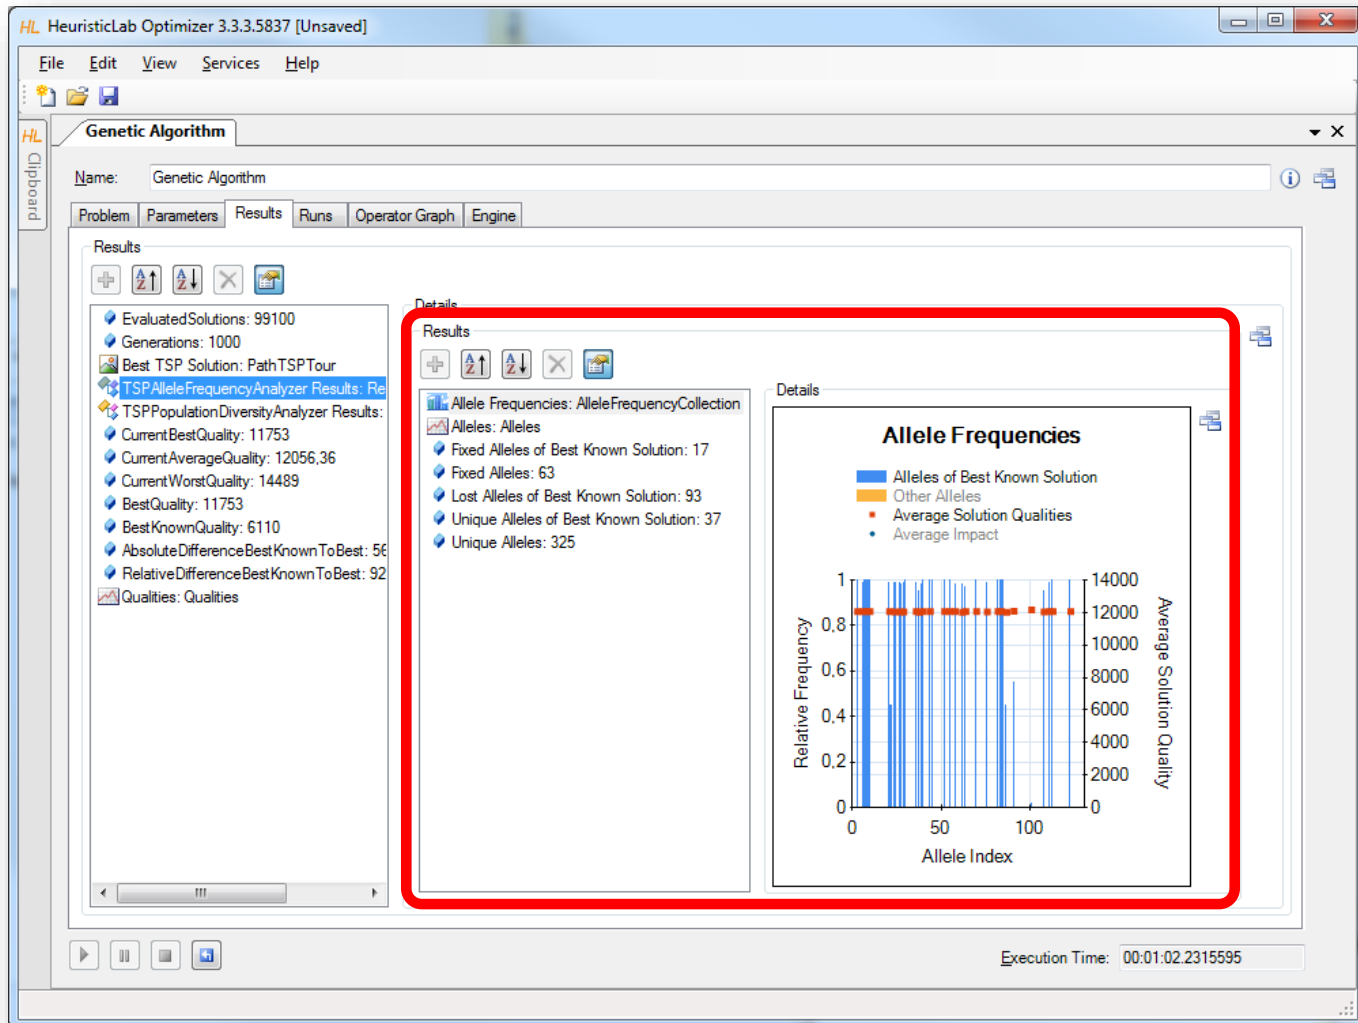 HL HeuristicLab Optimizer 3.3.3.5837 [Unsaved]
File Edit View Services Help
HL Clipboard
Genetic Algorithm
Name: Genetic Algorithm
Problem Parameters Results Runs Operator Graph Engine
Results
EvaluatedSolutions: 99100
Generations: 1000
Best TSP Solution: PathTSPTour
TSPAlleleFrequencyAnalyzer Results: Re
TSPPopulationDiversityAnalyzer Results:
CurrentBestQuality: 11753
CurrentAverageQuality: 12056,36
CurrentWorstQuality: 14489
BestQuality: 11753
BestKnownQuality: 6110
AbsoluteDifferenceBestKnownToBest: 56
RelativeDifferenceBestKnownToBest: 92
Qualities: Qualities
Details
Results
Allele Frequencies: AlleleFrequencyCollection
Alleles: Alleles
Fixed Alleles of Best Known Solution: 17
Fixed Alleles: 63
Lost Alleles of Best Known Solution: 93
Unique Alleles of Best Known Solution: 37
Unique Alleles: 325
Details
Allele Frequencies
Alleles of Best Known Solution
Other Alleles
Average Solution Qualities
Average Impact
1
0,8
0,6
0,4
0,2
0
Relative Frequency
14000
12000
10000
8000
6000
4000
2000
0
Average Solution Quality
0 50 100
Allele Index
Execution Time: 00:01:02.2315595